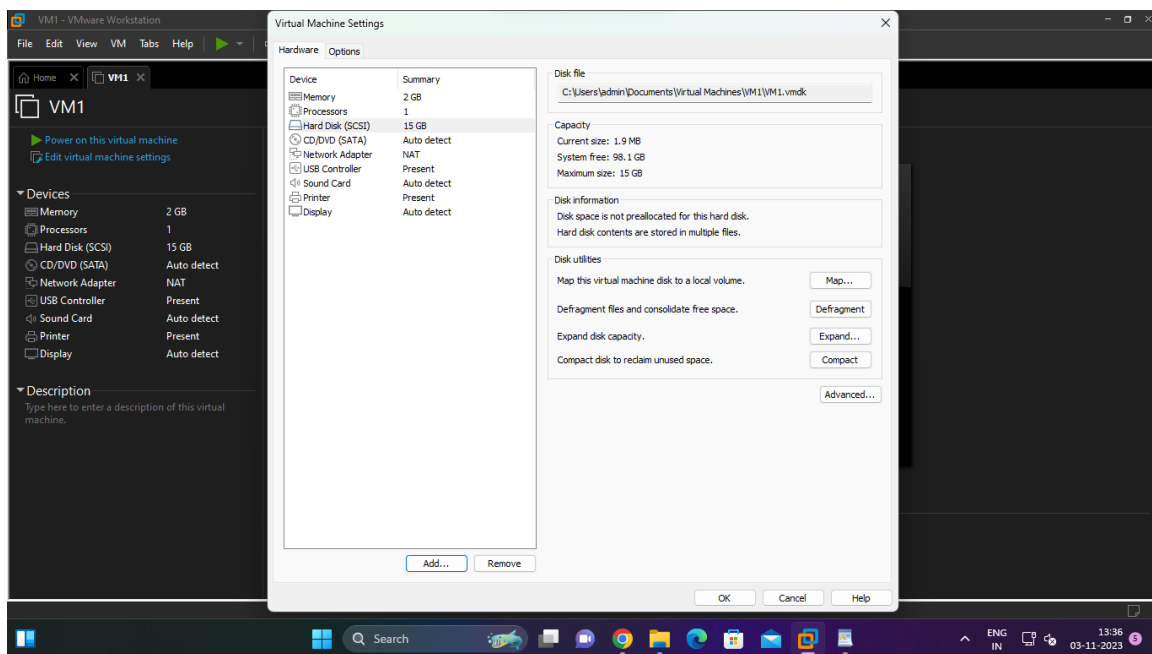 VM1 - VMware Workstation
File Edit View VM Tabs Help
Home VM1
VM1
Power on this virtual machine
Edit virtual machine settings
Devices
Memory 2 GB
Processors 1
Hard Disk (SCSI) 15 GB
CD/DVD (SATA) Auto detect
Network Adapter NAT
USB Controller Present
Sound Card Auto detect
Printer Present
Display Auto detect
Description
Type here to enter a description of this virtual
machine.
Virtual Machine Settings
Hardware Options
Device Summary
Memory 2 GB
Processors 1
Hard Disk (SCSI) 15 GB
CD/DVD (SATA) Auto detect
Network Adapter NAT
USB Controller Present
Sound Card Auto detect
Printer Present
Display Auto detect
Add... Remove
Disk file
C:\Users\admin\Documents\Virtual Machines\VM1\VM1.vmdk
Capacity
Current size: 1.9 MB
System free: 98.1 GB
Maximum size: 15 GB
Disk information
Disk space is not preallocated for this hard disk.
Hard disk contents are stored in multiple files.
Disk utilities
Map this virtual machine disk to a local volume. Map...
Defragment files and consolidate free space. Defragment
Expand disk capacity. Expand...
Compact disk to reclaim unused space. Compact
Advanced...
OK Cancel Help
Search
ENG
IN
13:36
03-11-2023
5